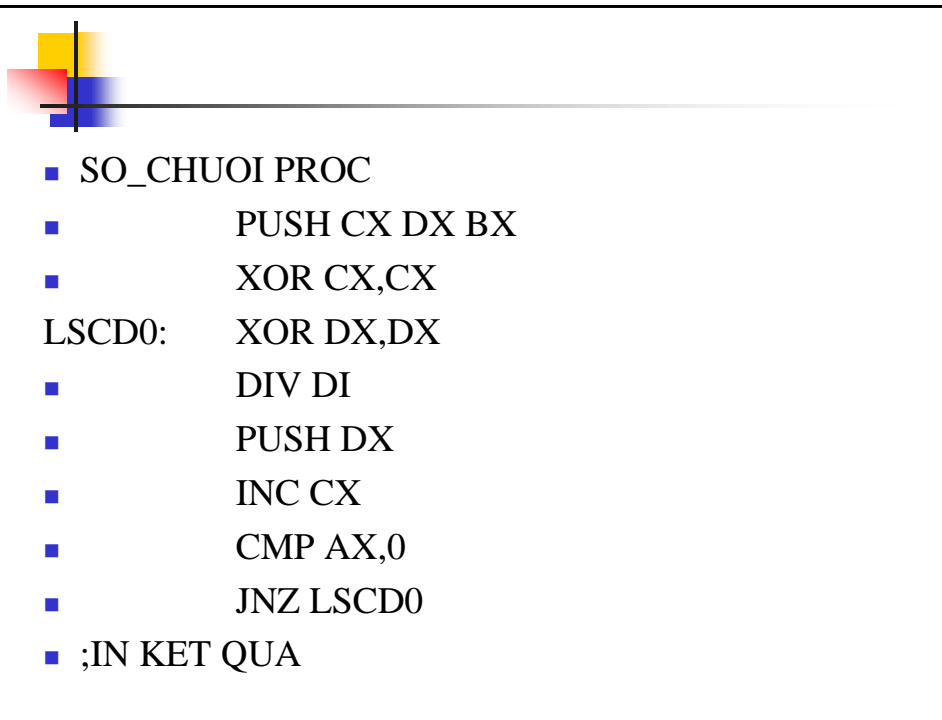 SO_CHUOI PROC
PUSH CX DX BX
XOR CX,CX
LSCD0: XOR DX,DX
DIV DI
PUSH DX
INC CX
CMP AX,0
JNZ LSCD0
;IN KET QUA